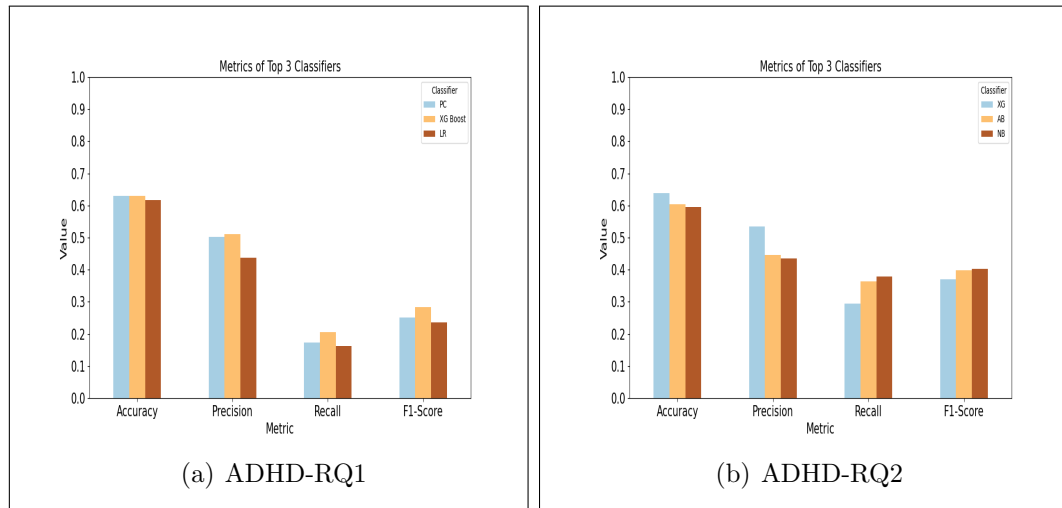 Metrics of Top 3 Classifiers
Classifier
PC
XG Boost
LR
1.0
0.9
0.8
0.7
0.6
0.5
0.4
0.3
0.2
0.1
0.0
Value
Accuracy Precision Recall F1-Score
Metric
(a) ADHD-RQ1
Metrics of Top 3 Classifiers
Classifier
XG
AB
NB
1.0
0.9
0.8
0.7
0.6
0.5
0.4
0.3
0.2
0.1
0.0
Value
Accuracy Precision Recall F1-Score
Metric
(b) ADHD-RQ2